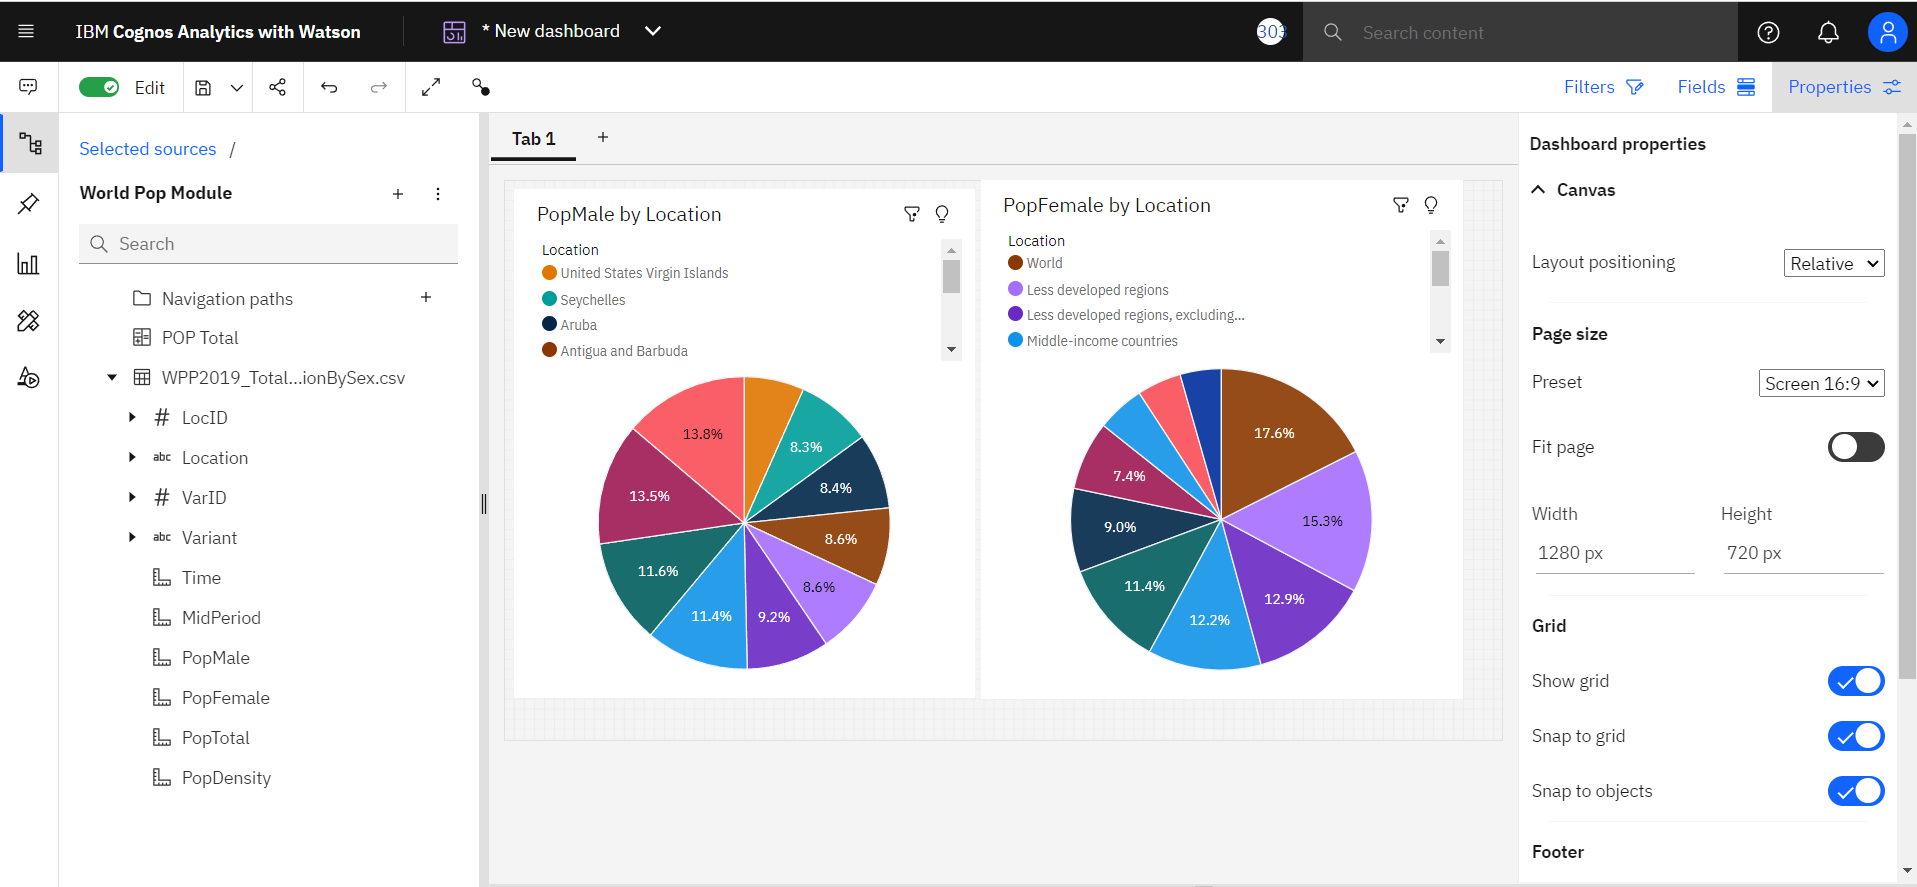 IBM Cognos Analytics with Watson
* New dashboard
303
Search content
Edit
Filters
Fields
Properties
Selected sources /
World Pop Module
Search
Navigation paths
POP Total
WPP2019_Total...ionBySex.csv
# LocID
abc Location
# VarID
abc Variant
Time
MidPeriod
PopMale
PopFemale
PopTotal
PopDensity
Tab 1
PopMale by Location
Location
United States Virgin Islands
Seychelles
Aruba
Antigua and Barbuda
13.8%
8.3%
8.4%
13.5%
8.6%
11.6%
8.6%
11.4%
9.2%
PopFemale by Location
Location
World
Less developed regions
Less developed regions, excluding...
Middle-income countries
17.6%
7.4%
15.3%
9.0%
11.4%
12.9%
12.2%
Dashboard properties
Canvas
Layout positioning
Relative
Page size
Preset
Screen 16:9
Fit page
Width
Height
1280 px
720 px
Grid
Show grid
Snap to grid
Snap to objects
Footer